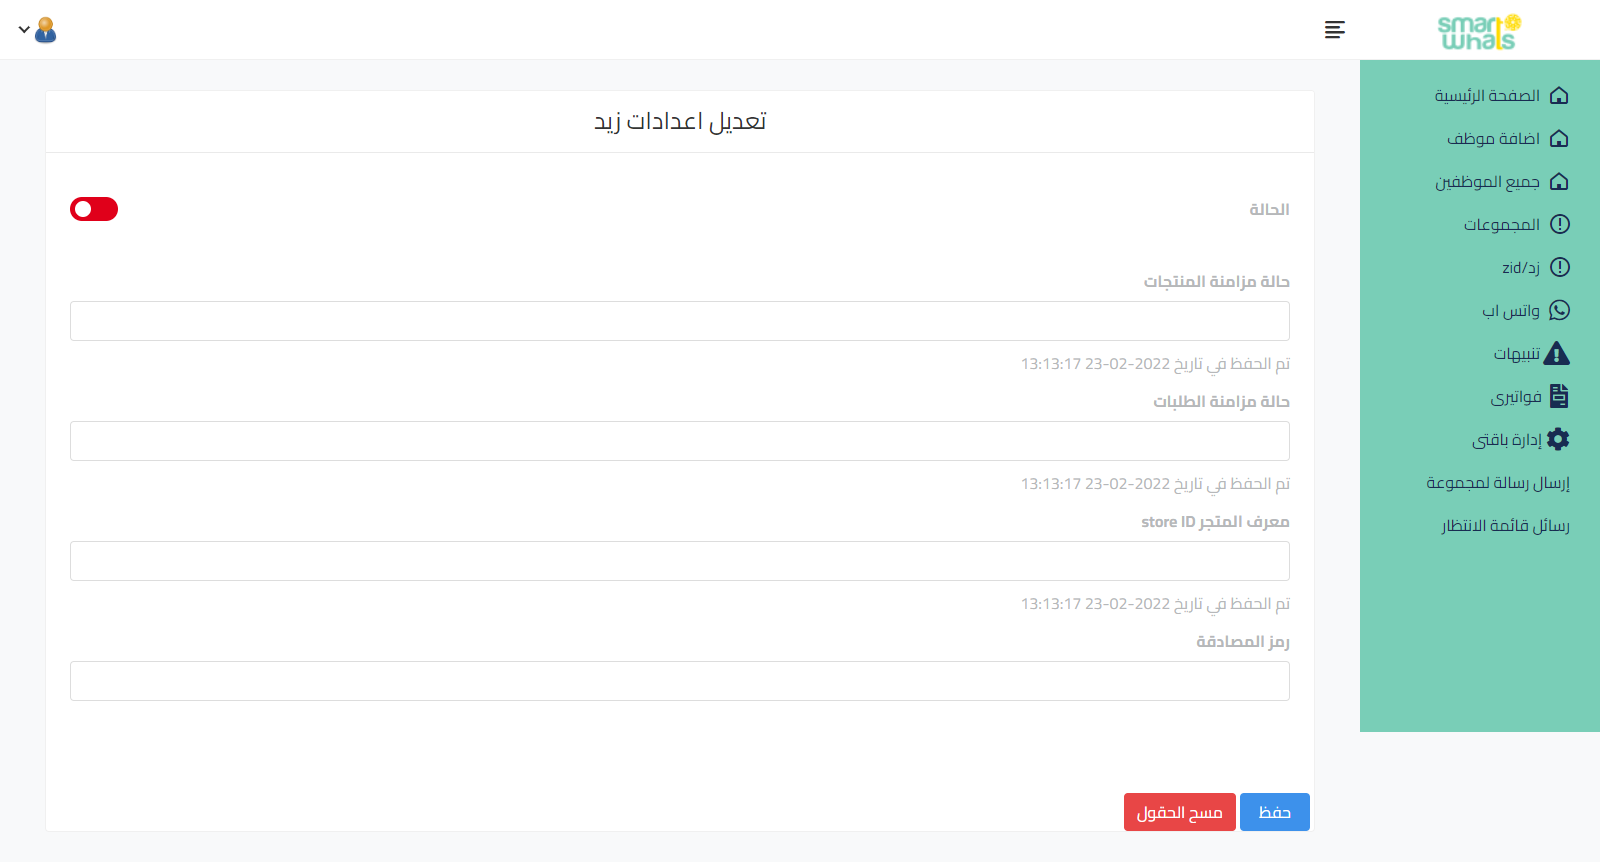 smart
whats
الصفحة الرئيسية
اضافة موظف
جميع الموظفين
المجموعات
زد/zid
واتس اب
تنبيهات
فواتيرى
إدارة باقتى
إرسال رسالة لمجموعة
رسائل قائمة الانتظار
تعديل اعدادات زيد
الحالة
حالة مزامنة المنتجات
تم الحفظ في تاريخ 2022-02-23 13:13:17
حالة مزامنة الطلبات
تم الحفظ في تاريخ 2022-02-23 13:13:17
معرف المتجر store ID
تم الحفظ في تاريخ 2022-02-23 13:13:17
رمز المصادقة
حفظ
مسح الحقول